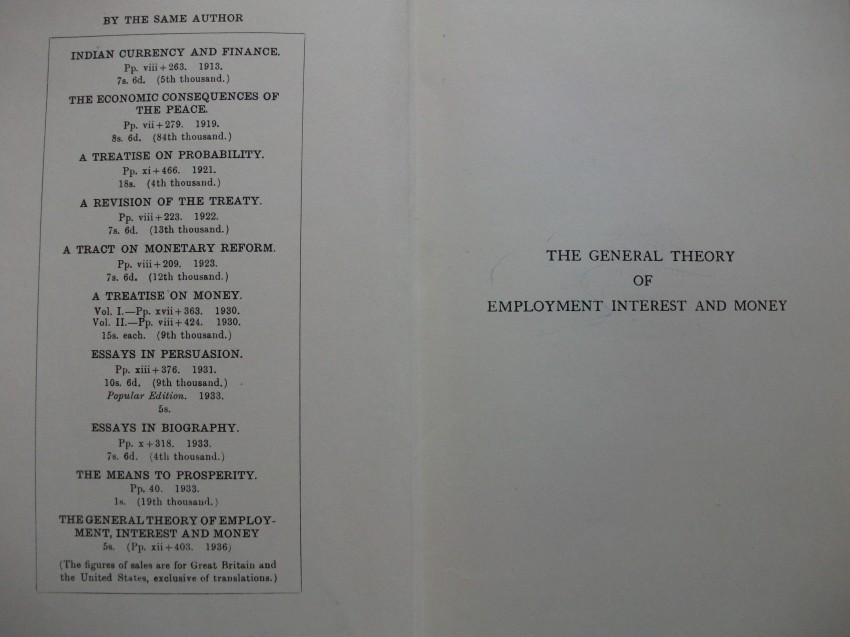 BY THE SAME AUTHOR
INDIAN CURRENCY AND FINANCE.
Pp. viii + 263. 1913.
7s. 6d. (5th thousand.)
THE ECONOMIC CONSEQUENCES OF
THE PEACE.
Pp. vii + 279. 1919.
8s. 6d. (84th thousand.)
A TREATISE ON PROBABILITY.
Pp. xi + 466. 1921.
18s. (4th thousand.)
A REVISION OF THE TREATY.
Pp. viii + 223. 1922.
7s. 6d. (13th thousand.)
A TRACT ON MONETARY REFORM.
Pp. viii + 209. 1923.
7s. 6d. (12th thousand.)
A TREATISE ON MONEY.
Vol. I.—Pp. xvii + 363. 1930.
Vol. II.—Pp. viii + 424. 1930.
15s. each. (9th thousand.)
ESSAYS IN PERSUASION.
Pp. xiii + 376. 1931.
10s. 6d. (9th thousand.)
Popular Edition. 1933.
5s.
ESSAYS IN BIOGRAPHY.
Pp. x + 318. 1933.
7s. 6d. (4th thousand.)
THE MEANS TO PROSPERITY.
Pp. 40. 1933.
1s. (19th thousand.)
THE GENERAL THEORY OF EMPLOY-
MENT, INTEREST AND MONEY
5s. (Pp. xii + 403. 1936)
(The figures of sales are for Great Britain and
the United States, exclusive of translations.)
THE GENERAL THEORY
OF
EMPLOYMENT INTEREST AND MONEY